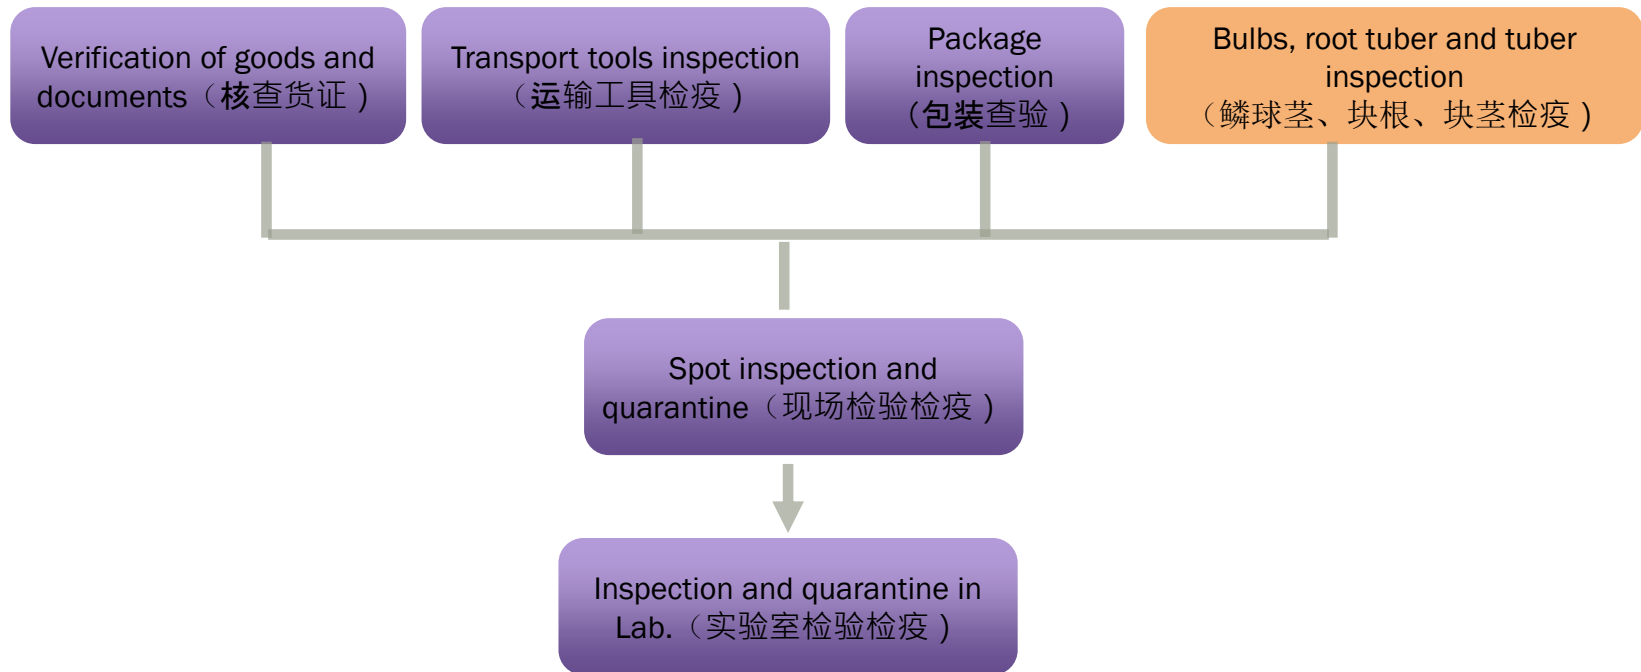 Verification of goods and
documents（核查货证）
Transport tools inspection
（运输工具检疫）
Package
inspection
（包装查验）
Bulbs, root tuber and tuber
inspection
（鳞球茎、块根、块茎检疫）
Spot inspection and
quarantine（现场检验检疫）
Inspection and quarantine in
Lab.（实验室检验检疫）